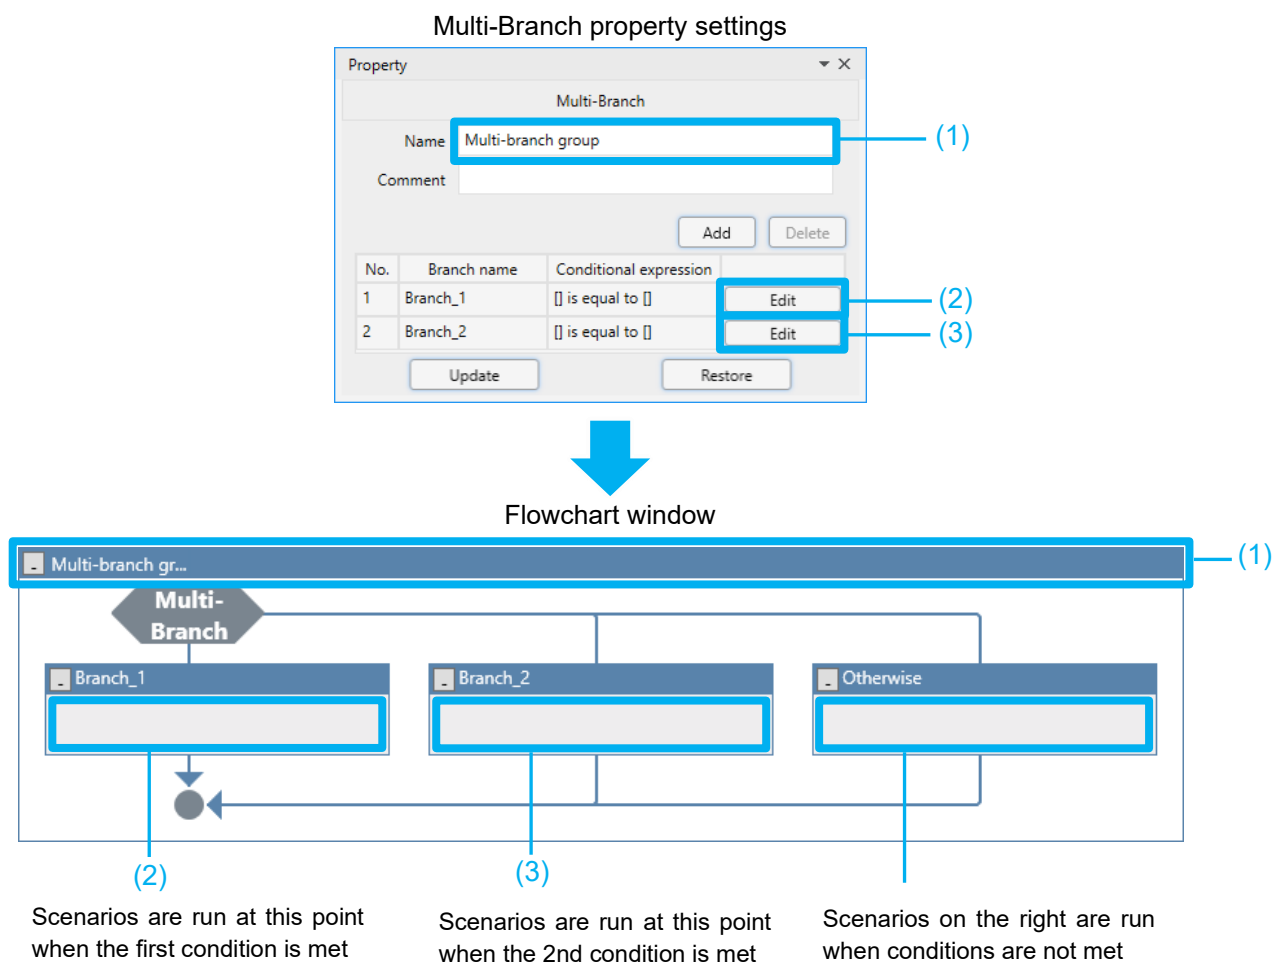 Multi-Branch property settings
Property
Multi-Branch
Name Multi-branch group (1)
Comment
Add Delete
No. Branch name Conditional expression
1 Branch_1 [] is equal to [] Edit (2)
2 Branch_2 [] is equal to [] Edit (3)
Update Restore
Flowchart window
Multi-branch gr... (1)
Multi-
Branch
Branch_1 Branch_2 Otherwise
(2) (3)
Scenarios are run at this point
when the first condition is met
Scenarios are run at this point
when the 2nd condition is met
Scenarios on the right are run
when conditions are not met